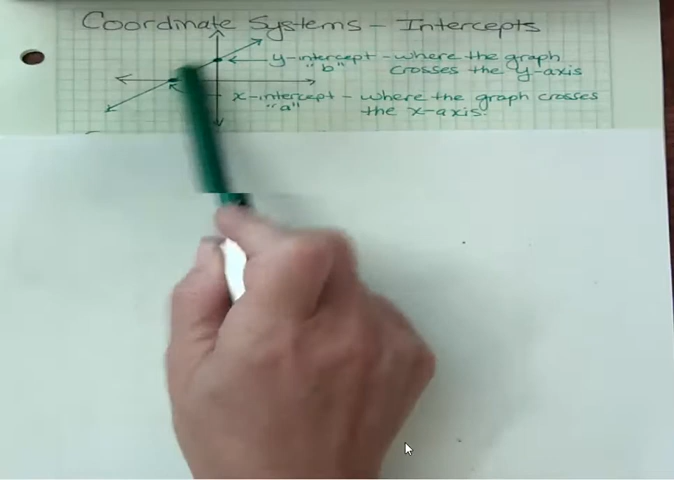 Coordinate Systems - Intercepts
y-intercept - where the graph
"b" crosses the y-axis
x-intercept - where the graph crosses
"a" the x-axis.